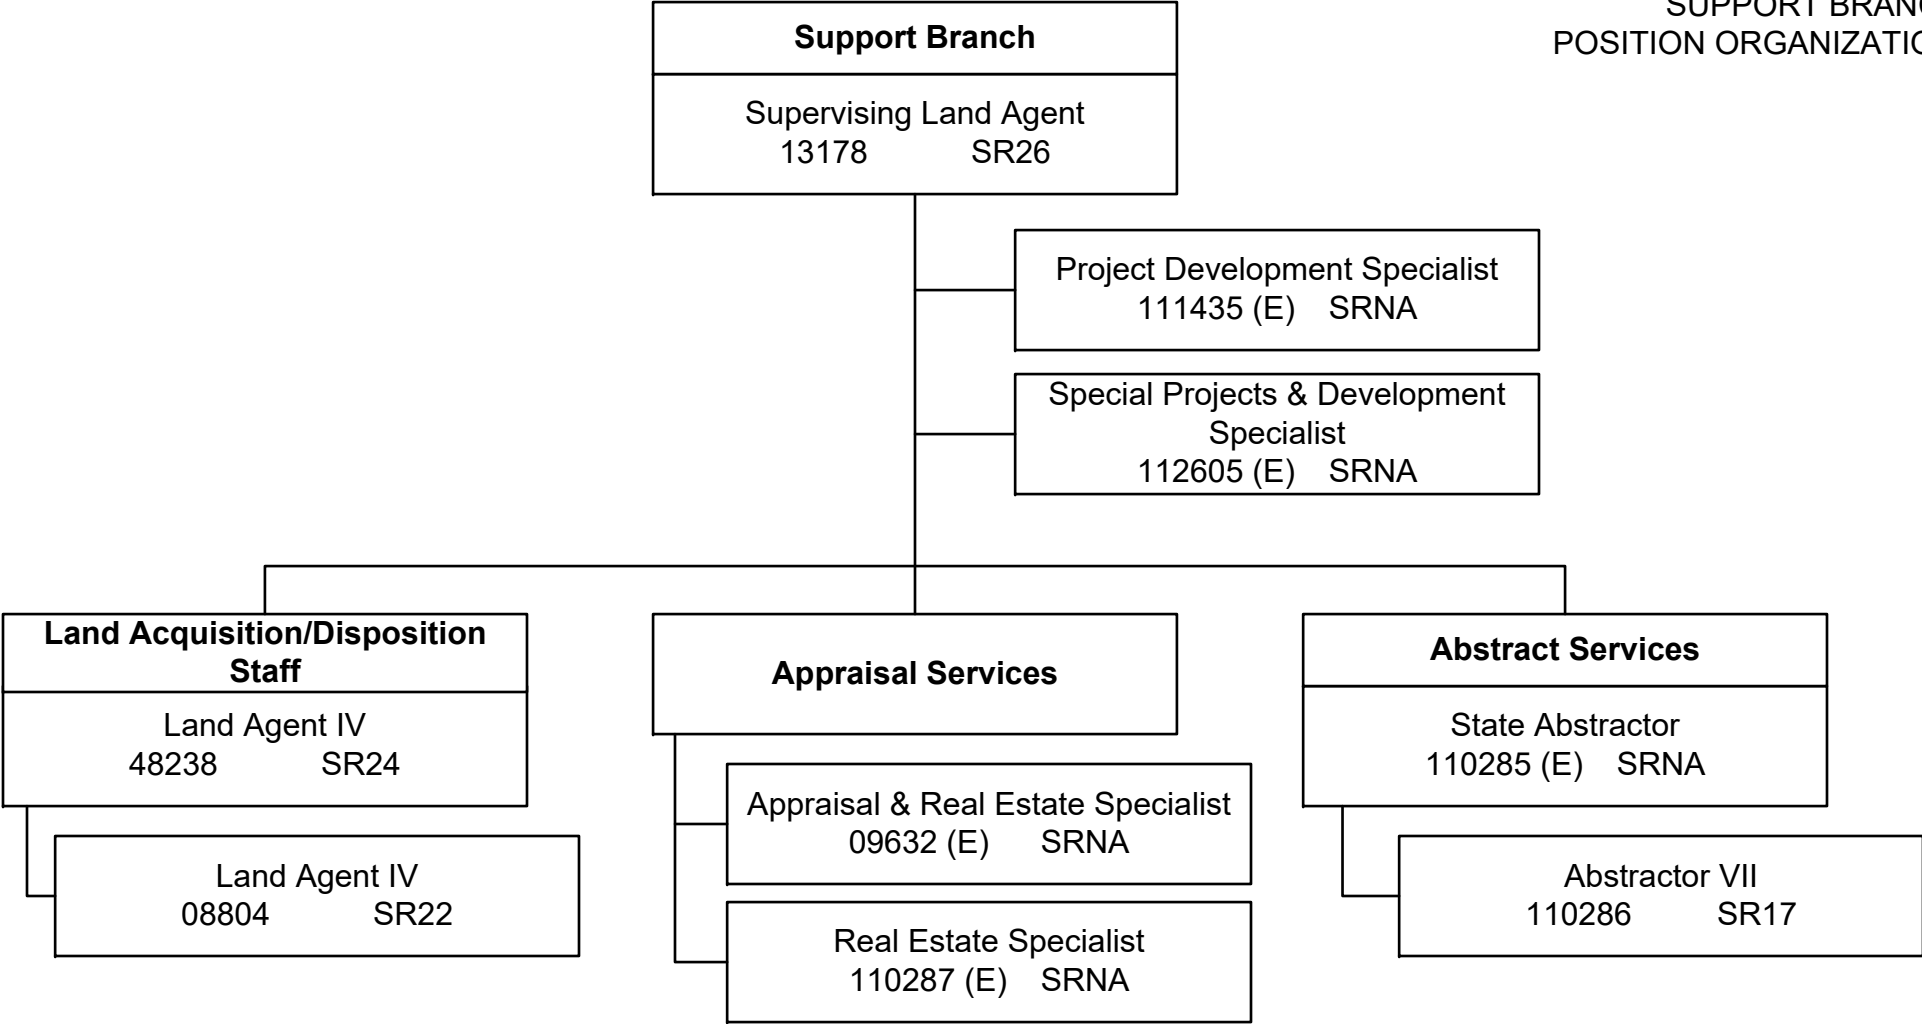 SUPPORT
POSITION
Support Branch
Supervising Land Agent
13178 SR26
Project Development Specialist
111435 (E) SRNA
Special Projects & Development
Specialist
112605 (E) SRNA
Land Acquisition/Disposition
Staff
Land Agent IV
48238 SR24
Land Agent IV
08804 SR22
Appraisal Services
Appraisal & Real Estate Specialist
09632 (E) SRNA
Real Estate Specialist
110287 (E) SRNA
Abstract Services
State Abstractor
110285 (E) SRNA
Abstractor VII
110286 SR17